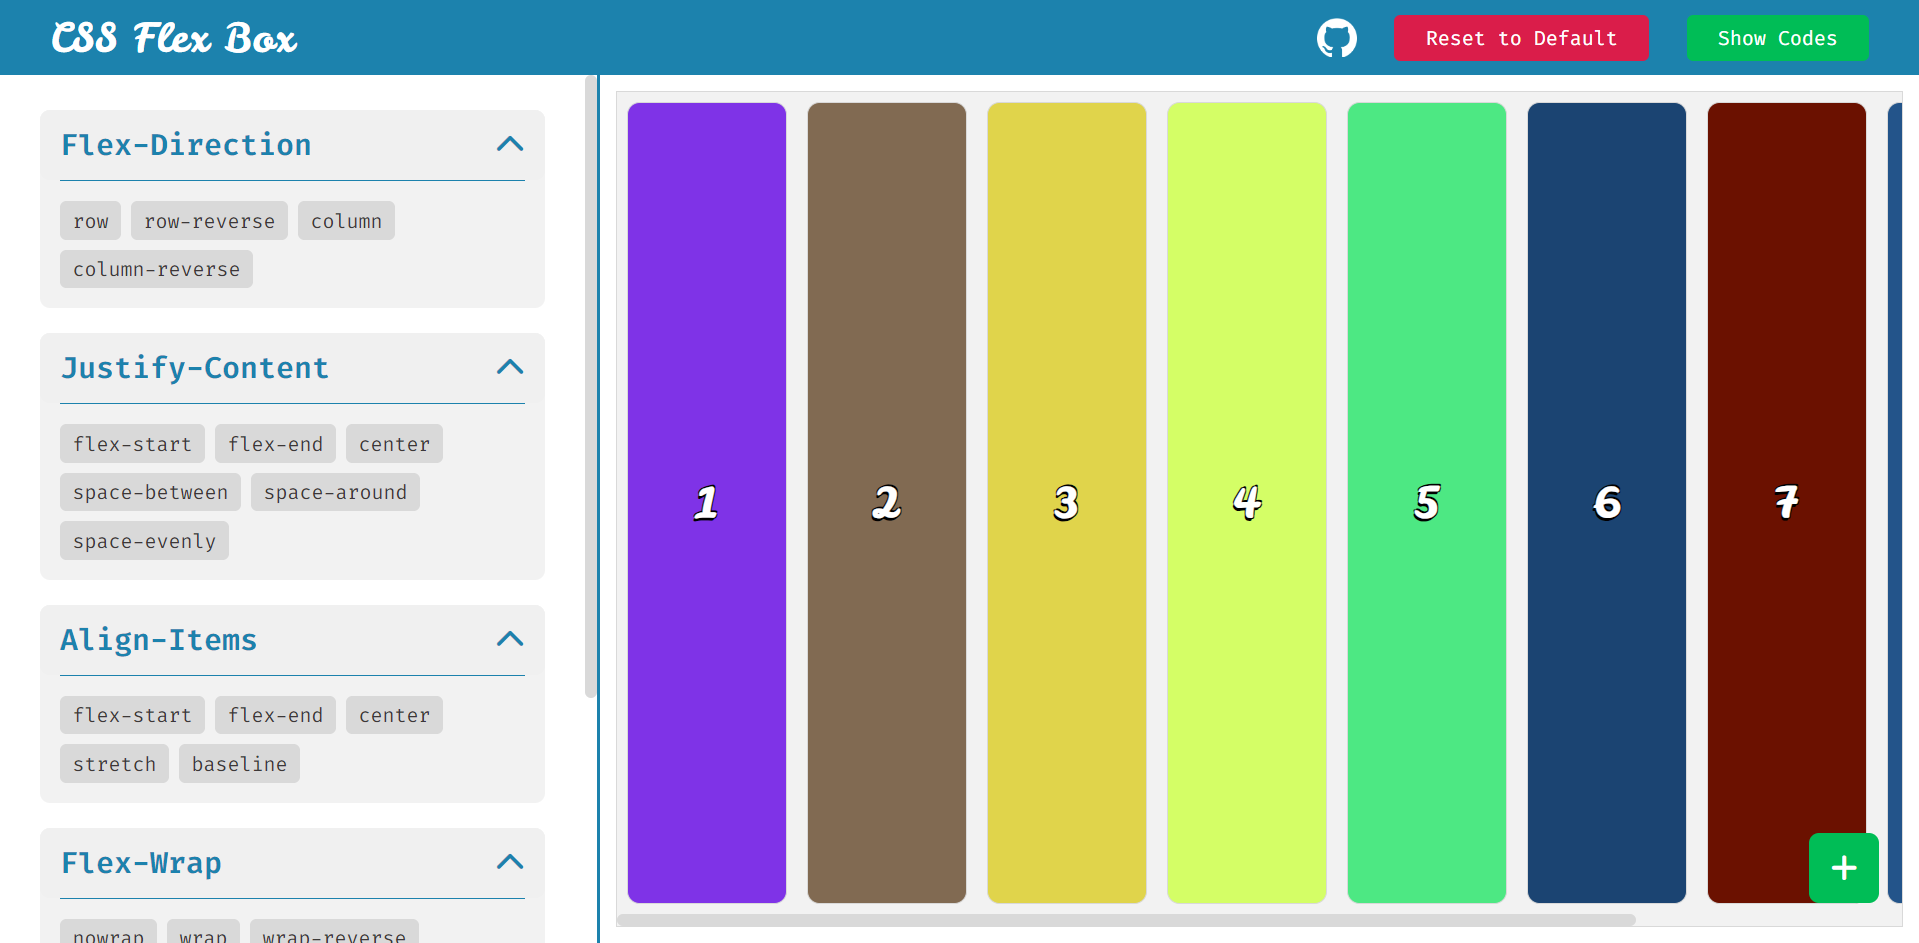 CSS Flex Box
Reset to Default
Show Codes
Flex-Direction
row row-reverse column
column-reverse
Justify-Content
flex-start flex-end center
space-between space-around
space-evenly
Align-Items
flex-start flex-end center
stretch baseline
Flex-Wrap
nowrap wrap wrap-reverse
1 2 3 4 5 6 7
+